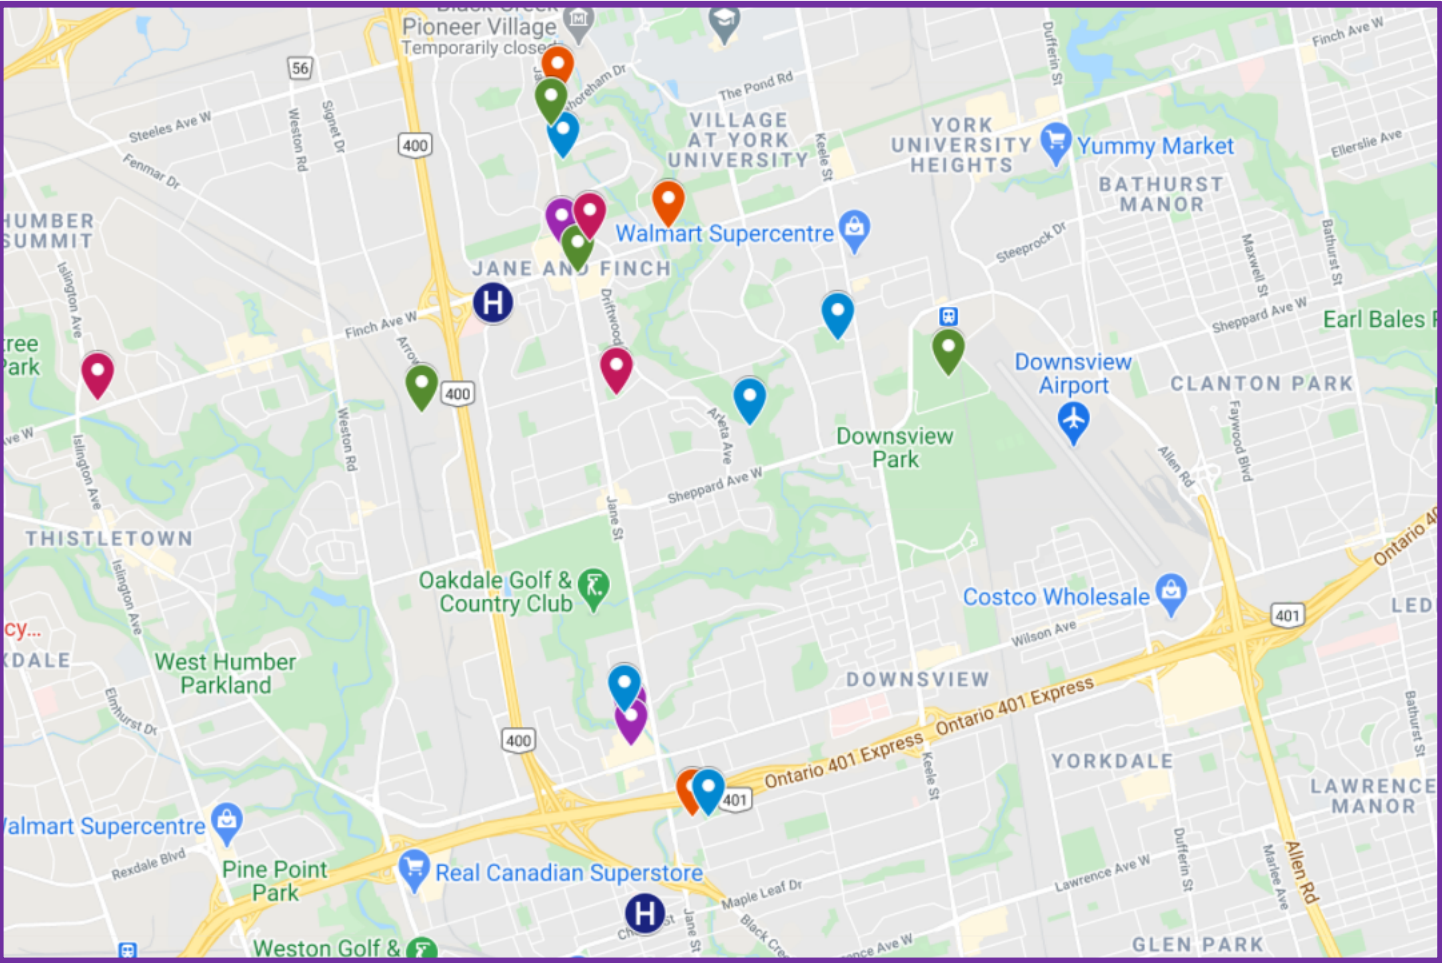 Pioneer Village
Temporarily closed
Shoreham Dr
The Pond Rd
Dufferin St
Finch Ave W
56
Steeles Ave W
Weston Rd
Signet Dr
400
Fenmar Dr
VILLAGE
AT YORK
UNIVERSITY
Keele St
YORK
UNIVERSITY
HEIGHTS
Yummy Market
Ellerslie Ave
BATHURST
MANOR
HUMBER
SUMMIT
Islington Ave
Walmart Supercentre
Steeprock Dr
Maxwell St
Bathurst St
JANE AND FINCH
H
Driftwood
Finch Ave W
Sheppard Ave W
Earl Bales
Park
400
Downsview
Airport
CLANTON PARK
Faywood Blvd
Islington Ave
Weston Rd
Arleta Ave
Downsview
Park
Allen Rd
Sheppard Ave W
Jane St
THISTLETOWN
Islington Ave
Oakdale Golf &
Country Club
Costco Wholesale
Wilson Ave
401
Ontario
West Humber
Parkland
Elmhurst Dr
DOWNSVIEW
Ontario 401 Express
Ontario 401 Express
400
401
Keele St
YORKDALE
Bathurst St
LAWRENCE
MANOR
Walmart Supercentre
Rexdale Blvd
Pine Point
Park
Real Canadian Superstore
Maple Leaf Dr
Lawrence Ave W
Dufferin St
Marlee Ave
Allen Rd
H
Jane St
Weston Golf &
GLEN PARK